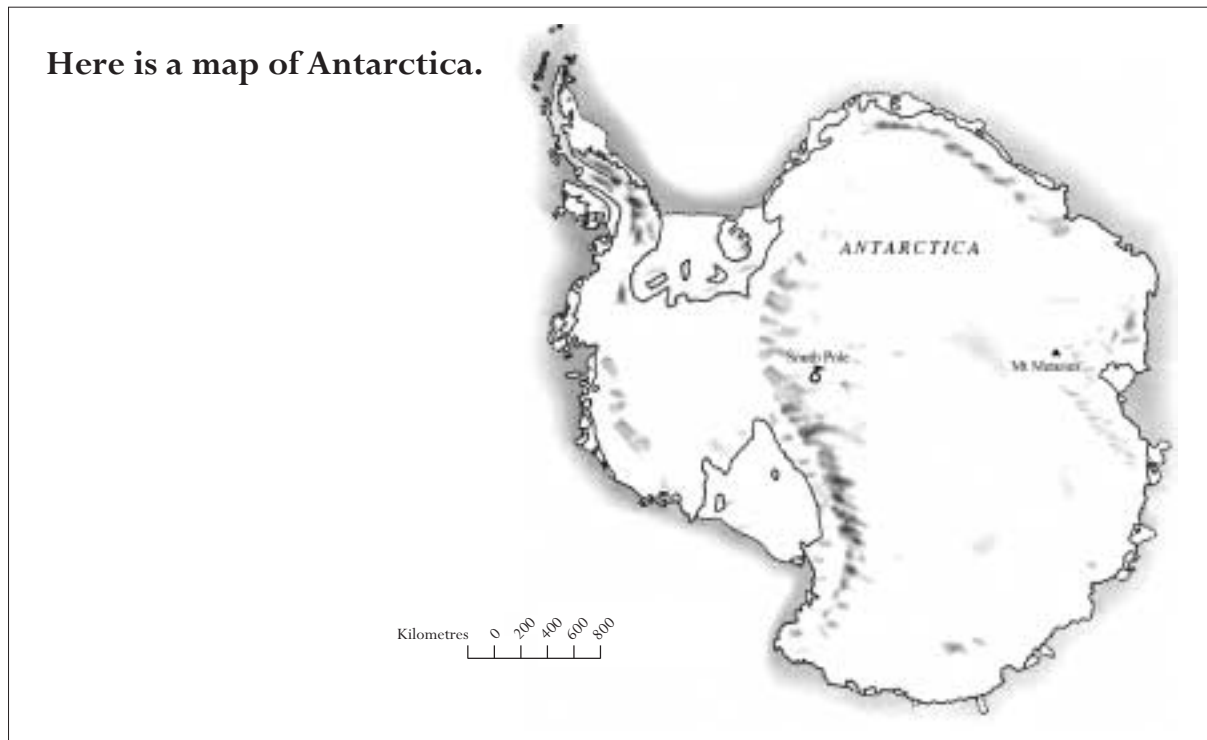 Here is a map of Antarctica.
ANTARCTICA
South Pole
Mt Menzies
Kilometres 0 200 400 600 800